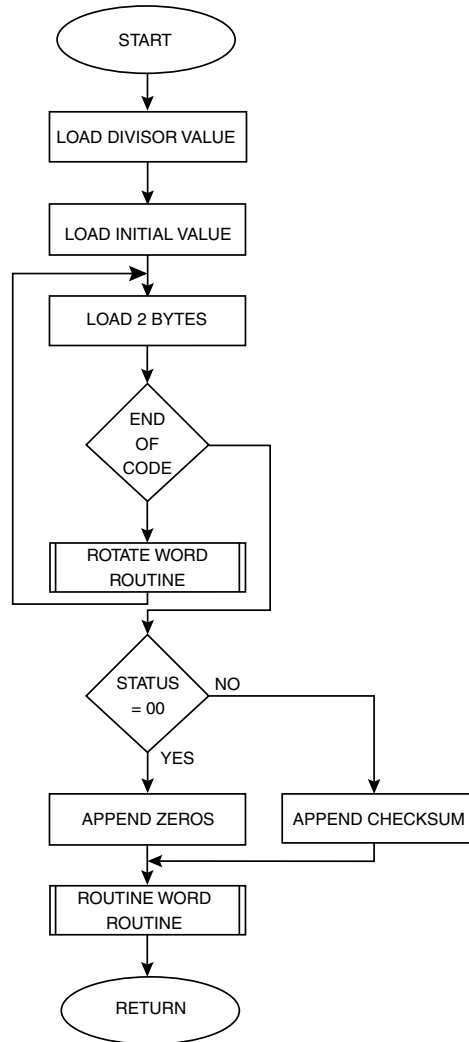 START
LOAD DIVISOR VALUE
LOAD INITIAL VALUE
LOAD 2 BYTES
END
OF
CODE
ROTATE WORD
ROUTINE
STATUS
= 00
NO
YES
APPEND ZEROS
APPEND CHECKSUM
ROUTINE WORD
ROUTINE
RETURN